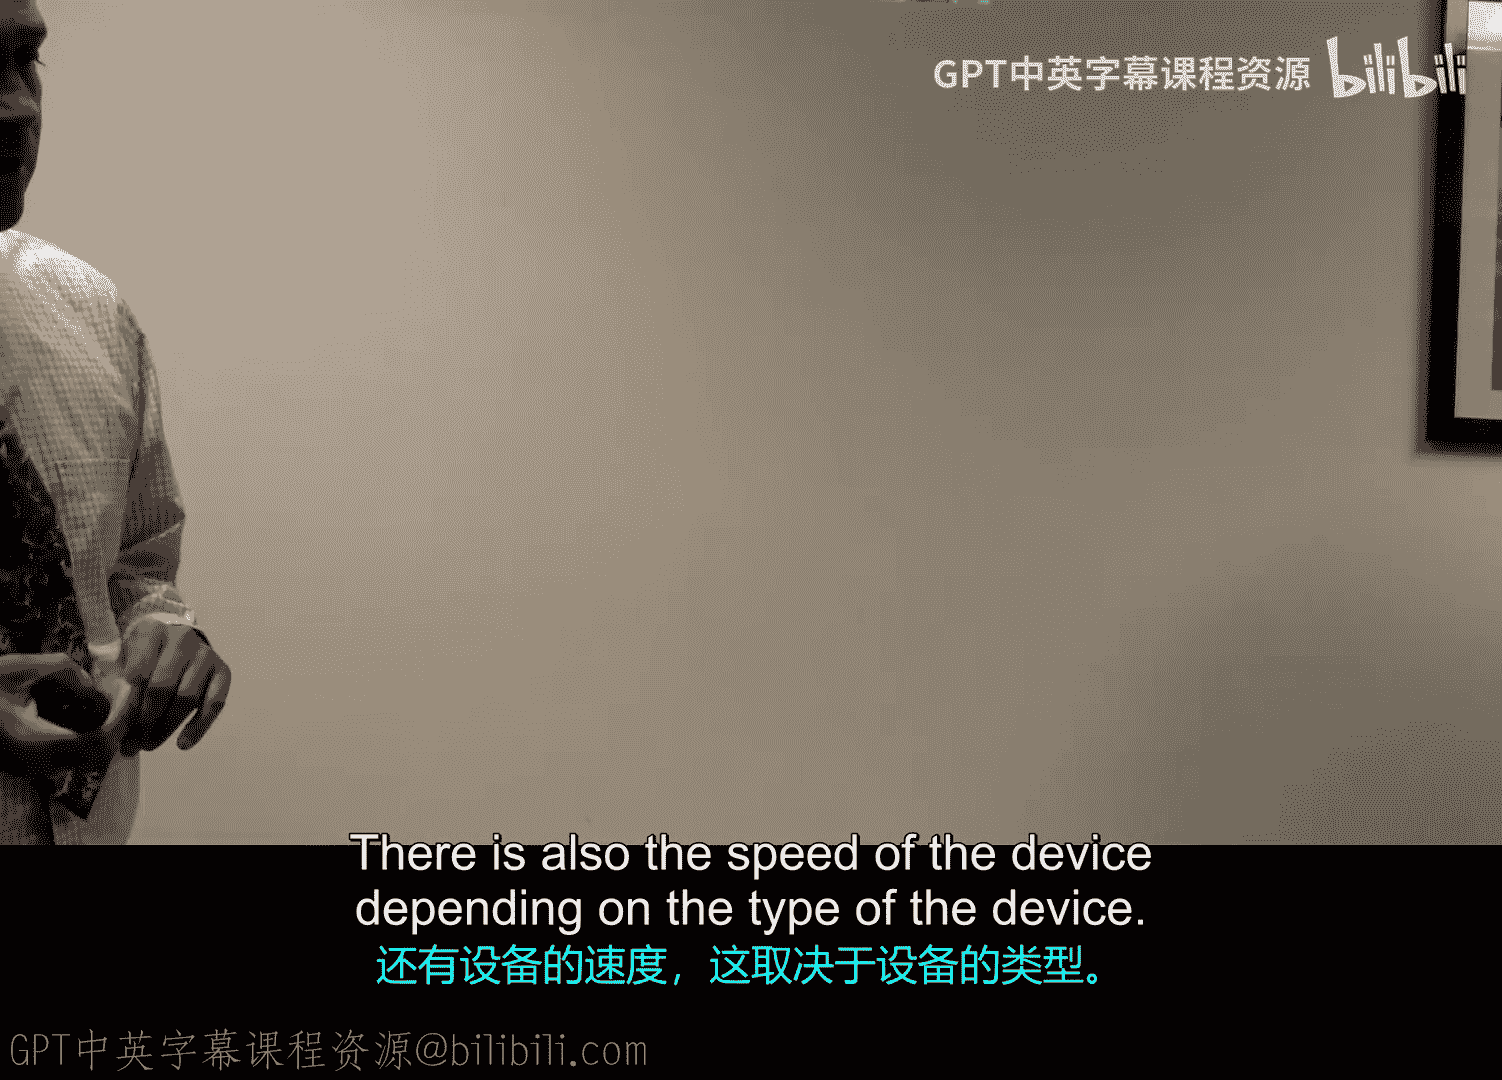 GPT中英字幕课程资源 bilibili
There is also the speed of the device
depending on the type of the device.
还有设备的速度，这取决于设备的类型。
GPT中英字幕课程资源@bilibili.com